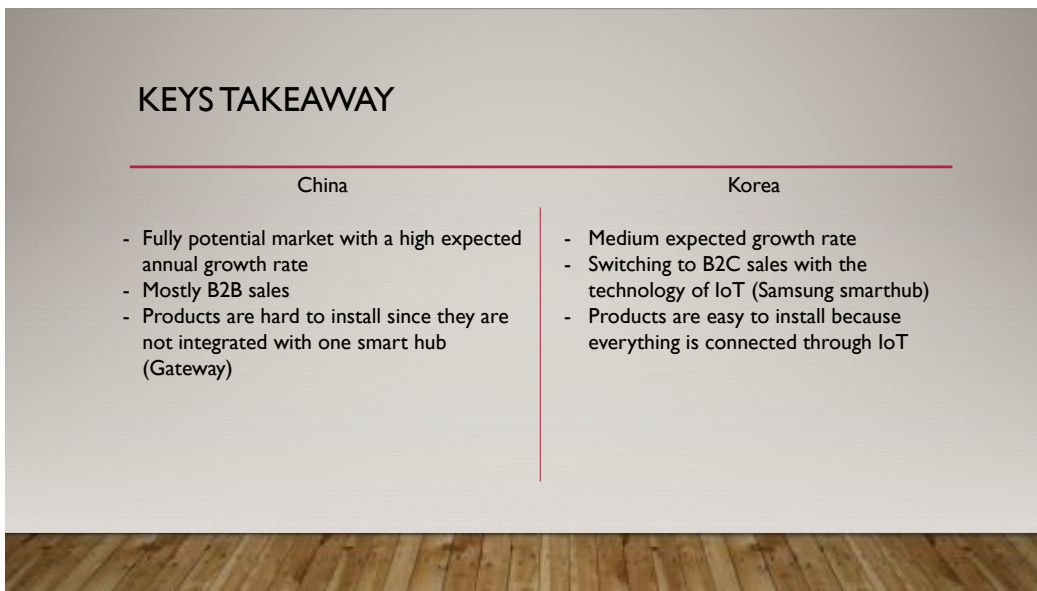 KEYS TAKEAWAY
China
- Fully potential market with a high expected
annual growth rate
- Mostly B2B sales
- Products are hard to install since they are
not integrated with one smart hub
(Gateway)
Korea
- Medium expected growth rate
- Switching to B2C sales with the
technology of IoT (Samsung smarthub)
- Products are easy to install because
everything is connected through IoT